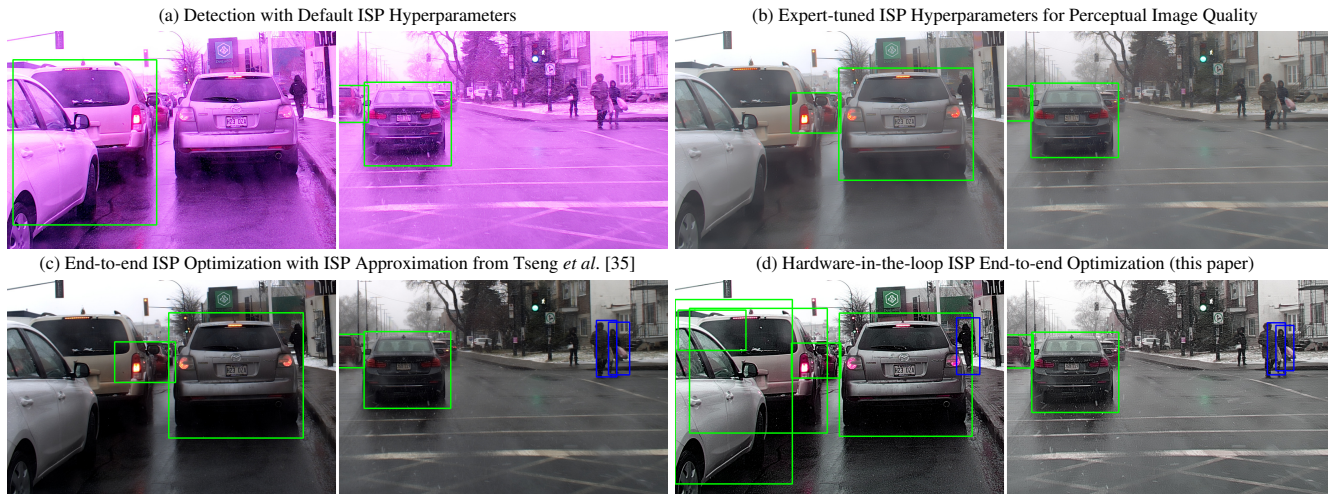 (a) Detection with Default ISP Hyperparameters
(b) Expert-tuned ISP Hyperparameters for Perceptual Image Quality
(c) End-to-end ISP Optimization with ISP Approximation from Tseng et al. [35]
(d) Hardware-in-the-loop ISP End-to-end Optimization (this paper)